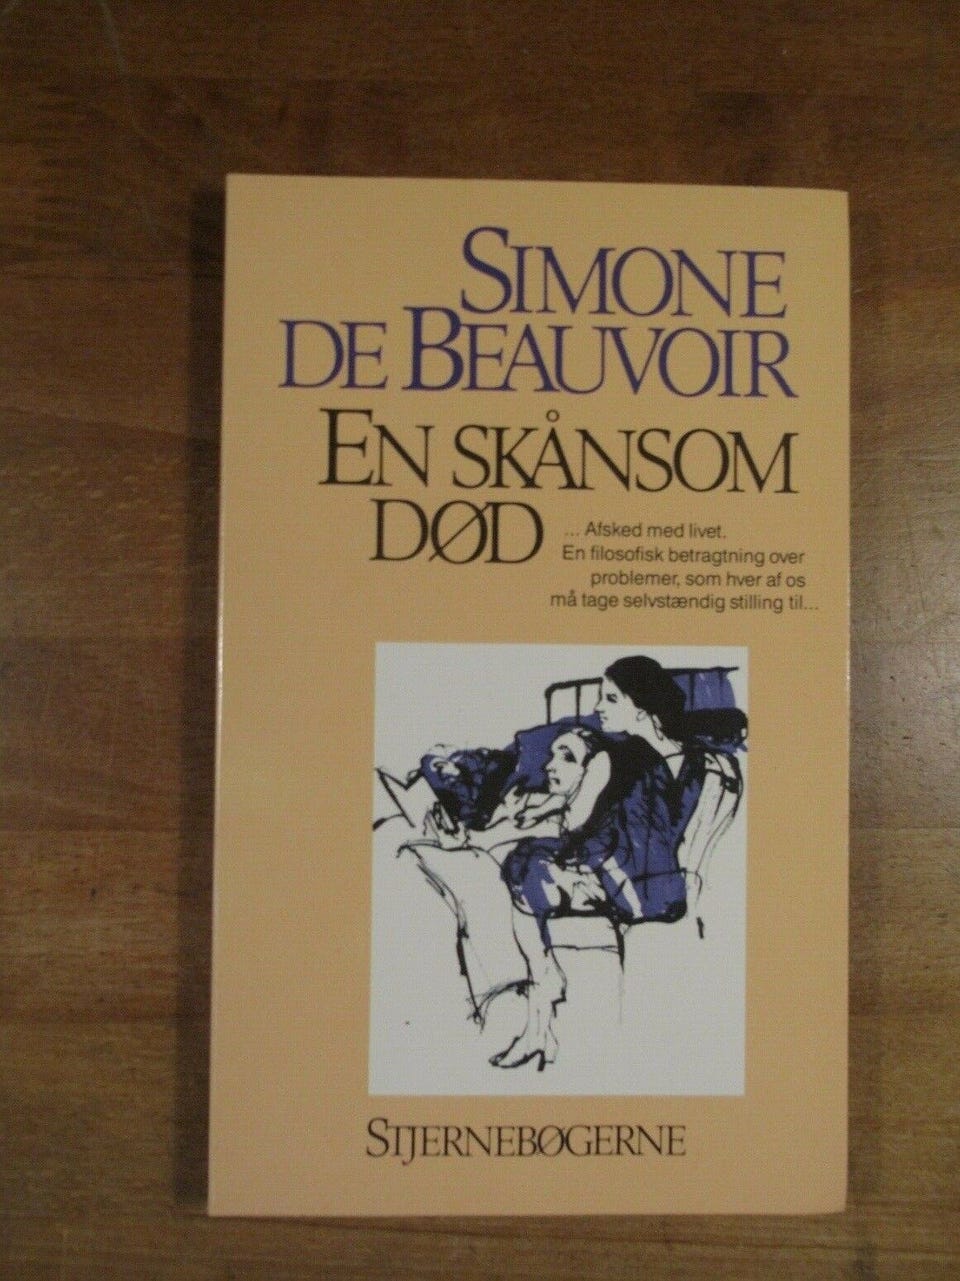 SIMONE
DE BEAUVOIR
EN SKÅNSOM
DØD
... Afsked med livet.
En filosofisk betragtning over
problemer, som hver af os
må tage selvstændig stilling til...
STJERNEBØGERNE